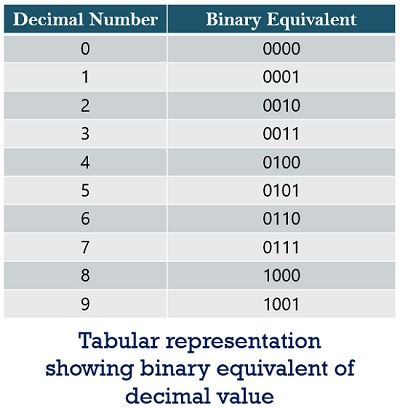 Decimal Number Binary Equivalent
0 0000
1 0001
2 0010
3 0011
4 0100
5 0101
6 0110
7 0111
8 1000
9 1001
Tabular representation
showing binary equivalent of
decimal value